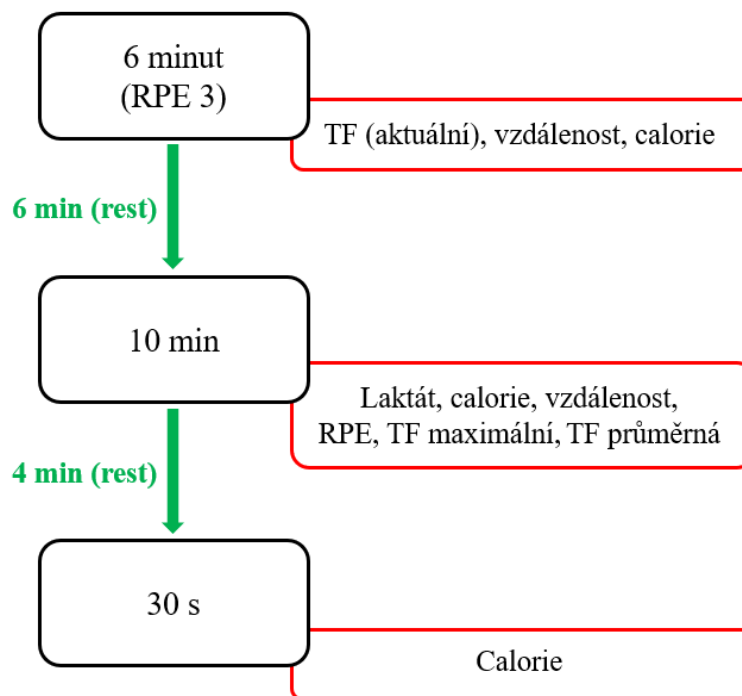 6 minut
(RPE 3)
TF (aktuální), vzdálenost, calorie
6 min (rest)
10 min
Laktát, calorie, vzdálenost,
RPE, TF maximální, TF průměrná
4 min (rest)
30 s
Calorie